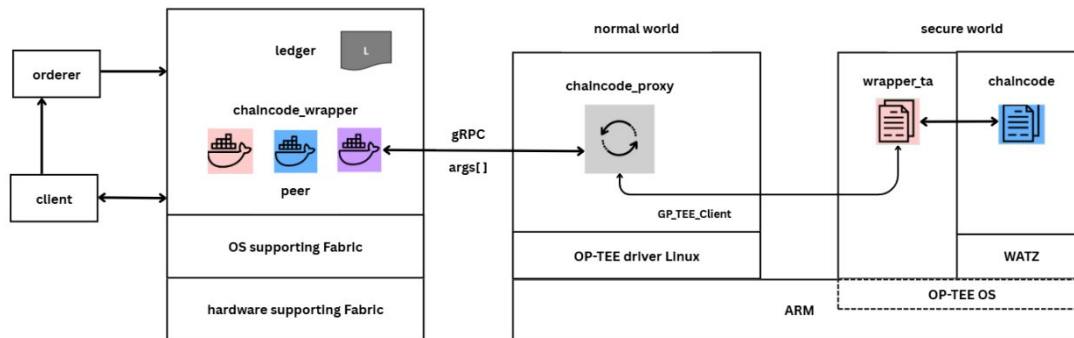 orderer
client
ledger
L
chaincode_wrapper
peer
OS supporting Fabric
hardware supporting Fabric
gRPC
args[ ]
normal world
chaincode_proxy
GP_TEE_Client
OP-TEE driver Linux
secure world
wrapper_ta
chaincode
WATZ
OP-TEE OS
ARM